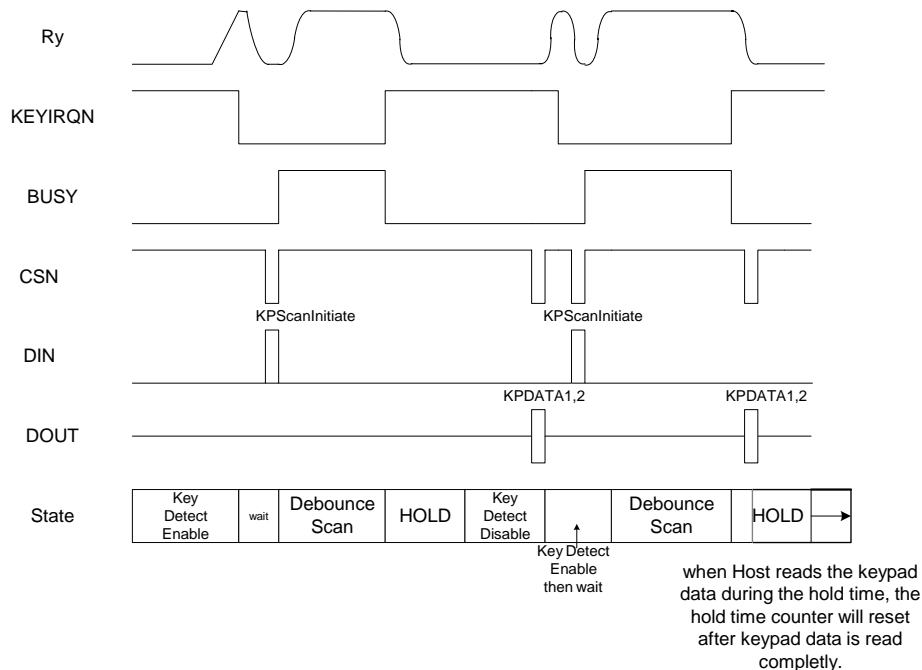 Ry
KEYIRQN
BUSY
CSN
KPScanInitiate
KPScanInitiate
DIN
KPDATA1,2
KPDATA1,2
DOUT
State
Key
Detect
Enable
wait
Debounce
Scan
HOLD
Key
Detect
Disable
Key Detect
Enable
then wait
Debounce
Scan
HOLD
when Host reads the keypad
data during the hold time, the
hold time counter will reset
after keypad data is read
completly.